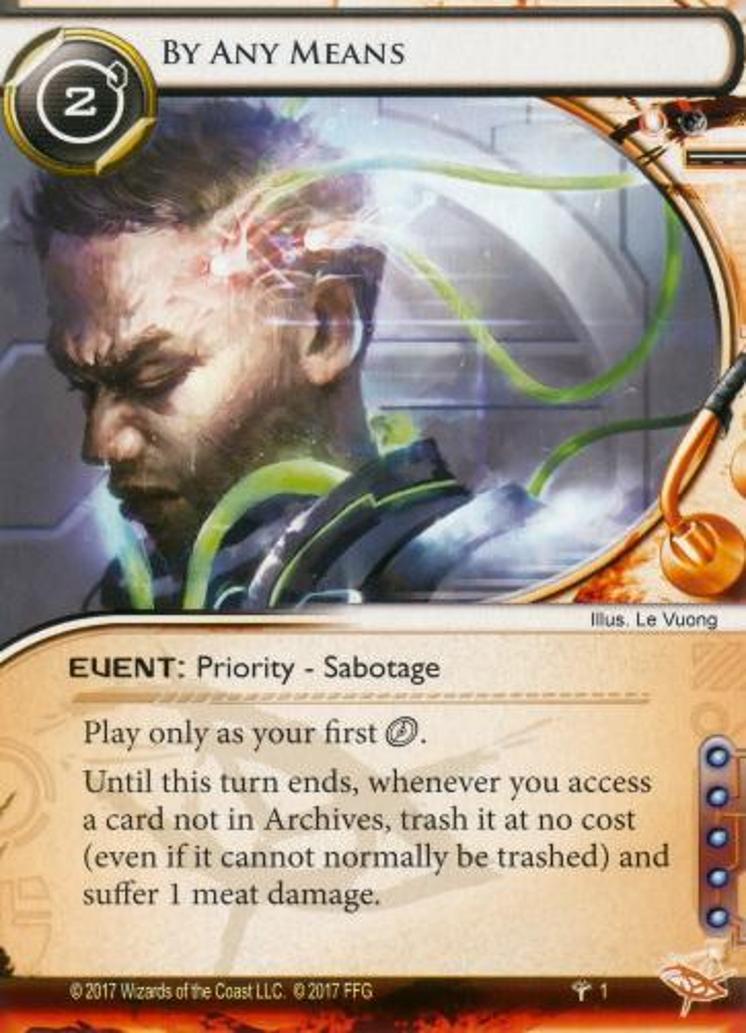 2
By Any Means
Illus. Le Vuong
EVENT: Priority - Sabotage
Play only as your first .
Until this turn ends, whenever you access
a card not in Archives, trash it at no cost
(even if it cannot normally be trashed) and
suffer 1 meat damage.
© 2017 Wizards of the Coast LLC. © 2017 FFG
1